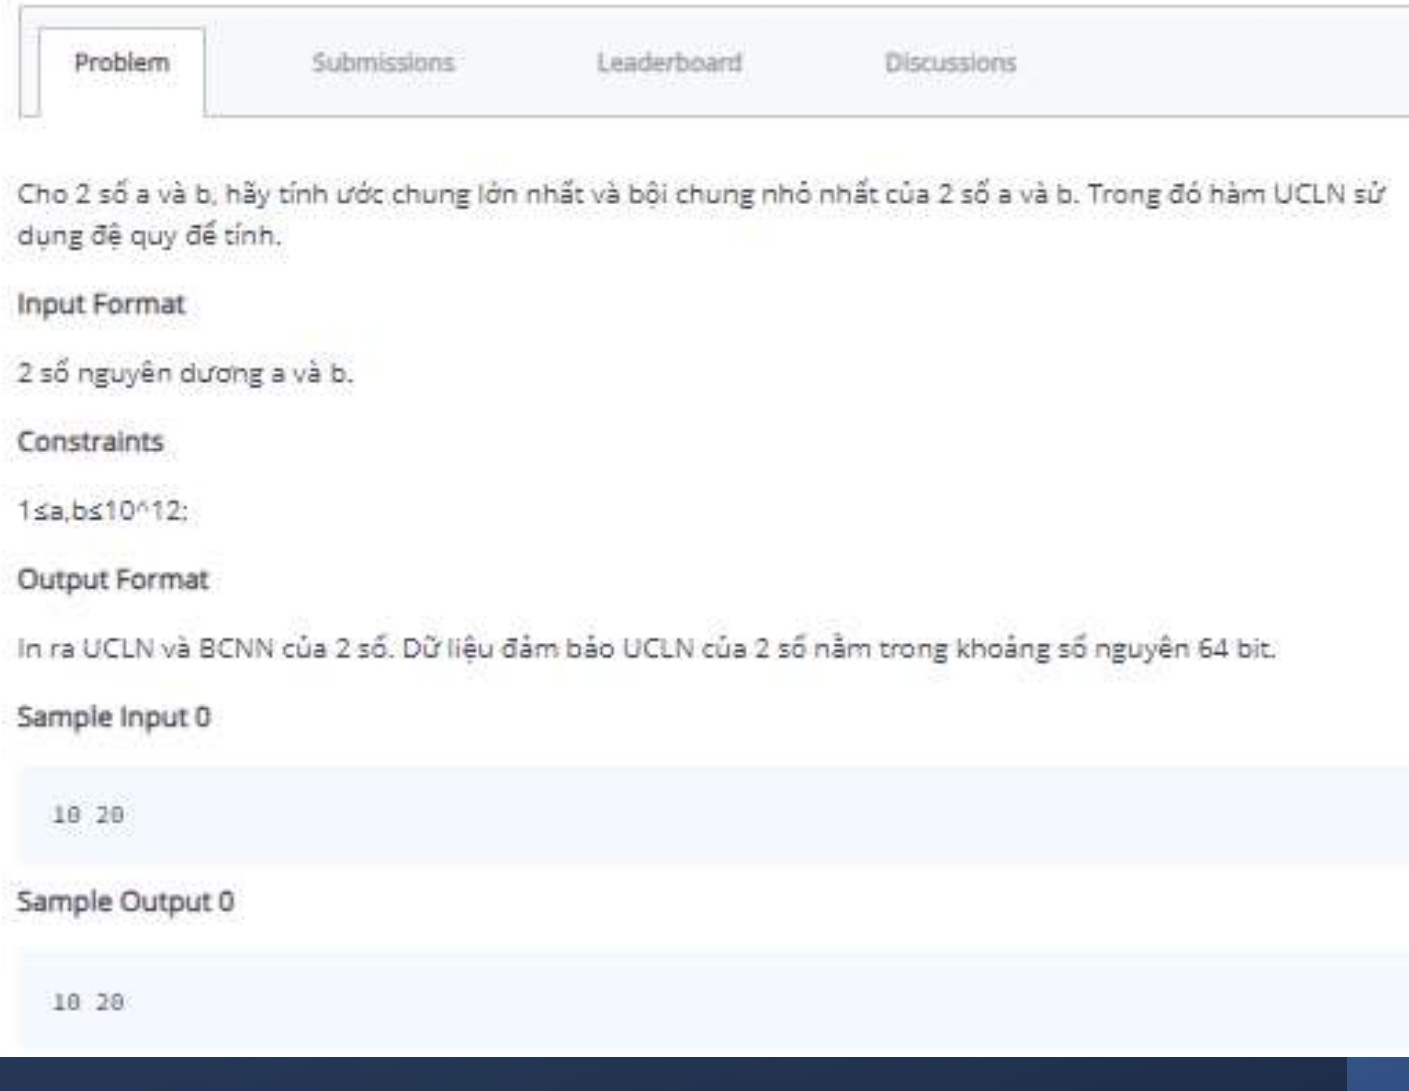 Problem Submissions Leaderboard Discussions
Cho 2 số a và b, hãy tính ước chung lớn nhất và bội chung nhỏ nhất của 2 số a và b. Trong đó hàm UCLN sử
dụng đệ quy để tính.
Input Format
2 số nguyên dương a và b.
Constraints
1≤a,b≤10^12;
Output Format
In ra UCLN và BCNN của 2 số. Dữ liệu đảm bảo UCLN của 2 số nằm trong khoảng số nguyên 64 bit.
Sample Input 0
10 20
Sample Output 0
10 20